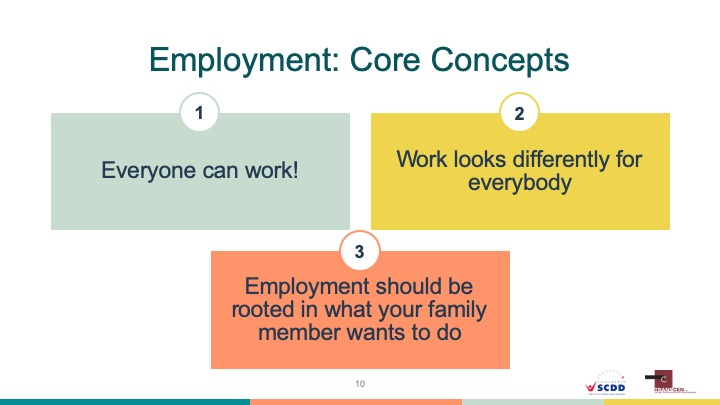 Employment: Core Concepts
1
2
Everyone can work!
Work looks differently for
everybody
3
Employment should be
rooted in what your family
member wants to do
10
SCDD